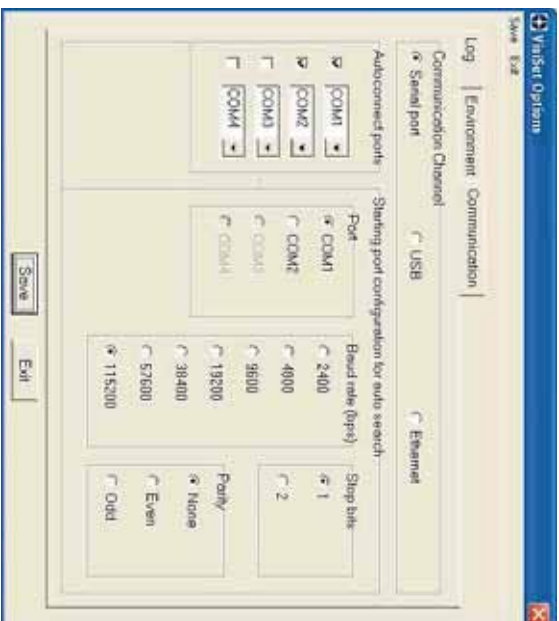 VisiSet Options
Save Exit
Log Environment Communication
Communication Channel
Serial port USB Ethernet
Autoconnect ports
COM1
COM2
COM3
COM4
Starting port configuration for auto search
Port
COM1
COM2
COM3
COM4
Baud rate (bps)
2400
4800
9600
19200
38400
57600
115200
Stop bits
1
2
Parity
None
Even
Odd
Save Exit